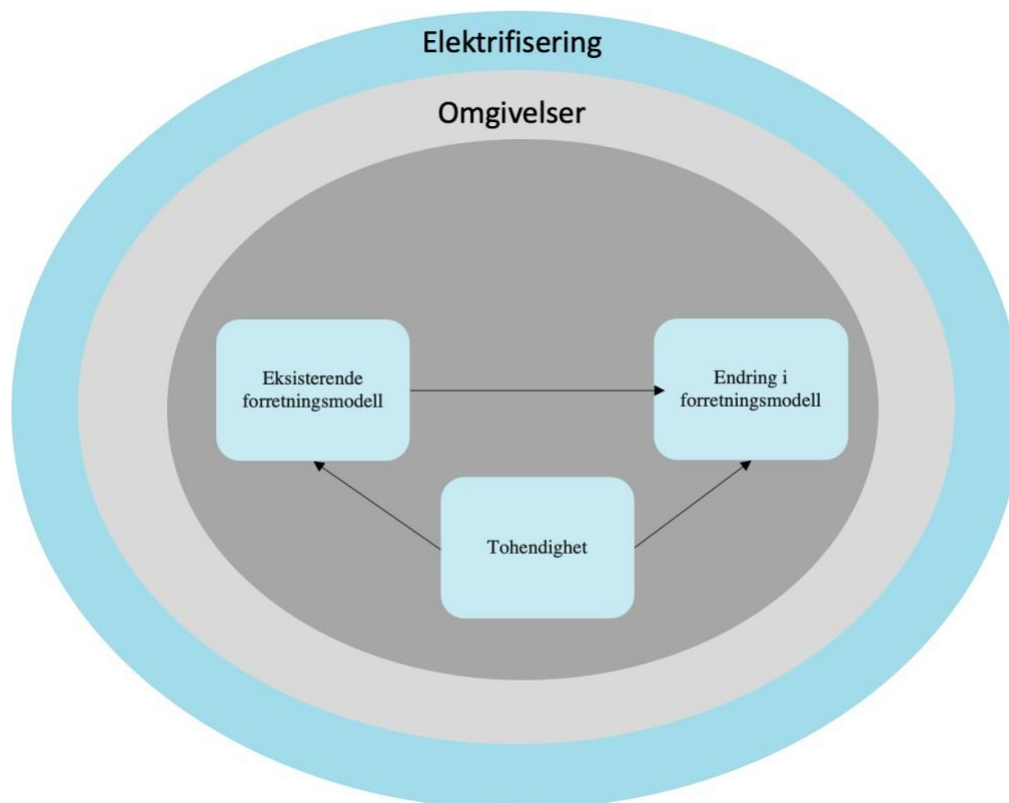 Elektrifisering
Omgivelser
Eksisterende
forretningsmodell
Endring i
forretningsmodell
Tohendighet